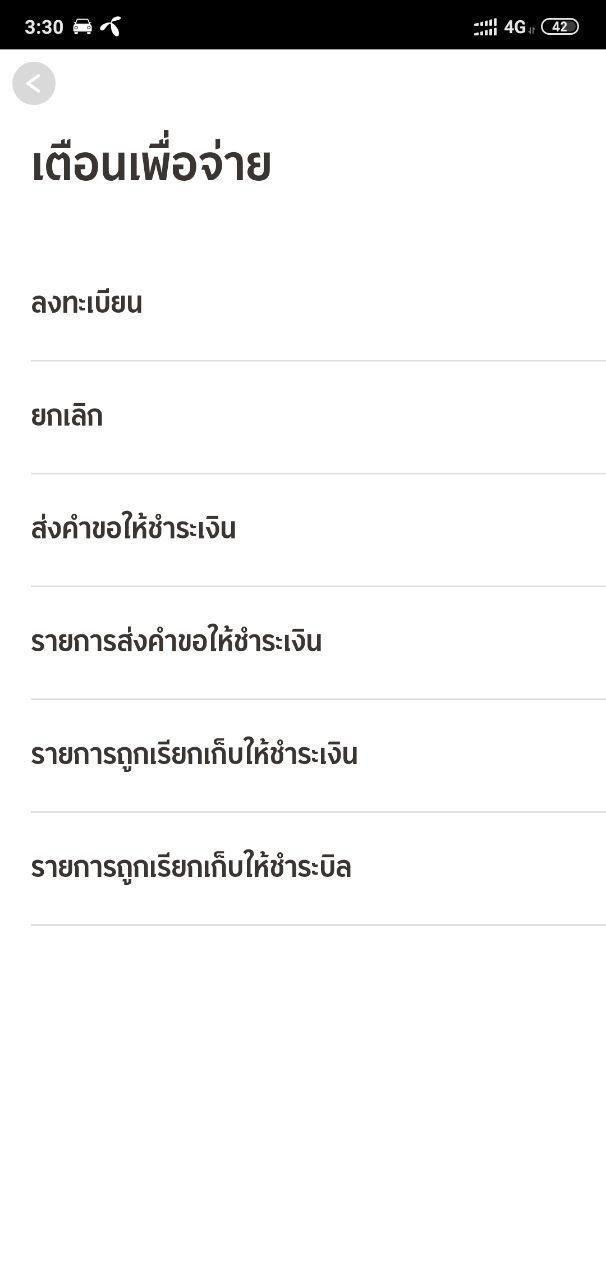 3:30
4G 42
เตือนเพื่อจ่าย
ลงทะเบียน
ยกเลิก
ส่งคำขอให้ชำระเงิน
รายการส่งคำขอให้ชำระเงิน
รายการถูกเรียกเก็บให้ชำระเงิน
รายการถูกเรียกเก็บให้ชำระบิล